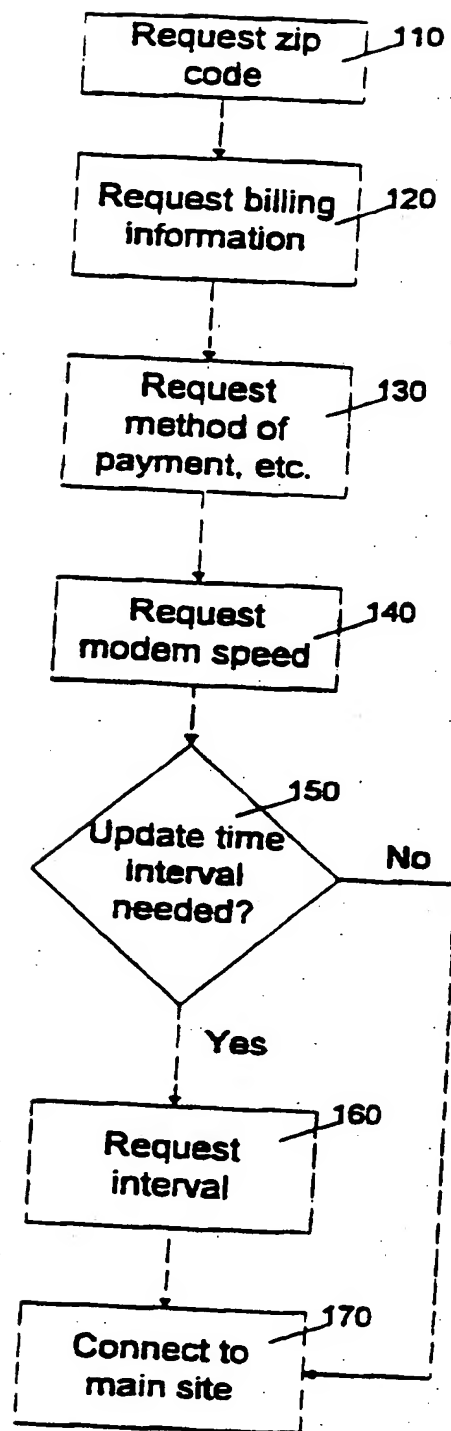 Request zip
code
110
Request billing
information
120
Request
method of
payment, etc.
130
Request
modem speed
140
150
Update time
interval
needed?
No
Yes
160
Request
interval
170
Connect to
main site